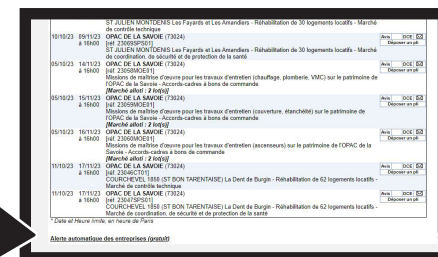 ST JULIEN MONTDENIS Les Fayards et Les Amandiers - Réhabilitation de 30 logements locatifs - Marché
de contrôle technique
10/10/23 09/11/23 OPAC DE LA SAVOIE (73024) Avis DCE
à 16h00 [réf. 23069SPS01] Déposer un pli
ST JULIEN MONTDENIS Les Fayards et Les Amandiers - Réhabilitation de 30 logements locatifs - Marché
de coordination, de sécurité et de protection de la santé
05/10/23 14/11/23 OPAC DE LA SAVOIE (73024) Avis DCE
à 16h00 [réf. 23058MOE01] Déposer un pli
Missions de maîtrise d'œuvre pour les travaux d'entretien (chauffage, plomberie, VMC) sur le patrimoine de
l'OPAC de la Savoie - Accords-cadres à bons de commande
[Marché alloti : 2 lot(s)]
05/10/23 15/11/23 OPAC DE LA SAVOIE (73024) Avis DCE
à 16h00 [réf. 23059MOE01] Déposer un pli
Missions de maîtrise d'œuvre pour les travaux d'entretien (couverture, étanchéité) sur le patrimoine de
l'OPAC de la Savoie - Accords-cadres à bons de commande
[Marché alloti : 2 lot(s)]
05/10/23 16/11/23 OPAC DE LA SAVOIE (73024) Avis DCE
à 16h00 [réf. 23060MOE01] Déposer un pli
Missions de maîtrise d'œuvre pour les travaux d'entretien (ascenseurs) sur le patrimoine de l'OPAC de la
Savoie - Accords-cadres à bons de commande
[Marché alloti : 2 lot(s)]
11/10/23 17/11/23 OPAC DE LA SAVOIE (73024) Avis DCE
à 16h00 [réf. 23046CT01] Déposer un pli
COURCHEVEL 1850 (ST BON TARENTAISE) La Dent de Burgin - Réhabilitation de 62 logements locatifs -
Marché de contrôle technique
11/10/23 17/11/23 OPAC DE LA SAVOIE (73024) Avis DCE
à 16h00 [réf. 23047SPS01] Déposer un pli
COURCHEVEL 1850 (ST BON TARENTAISE) La Dent de Burgin - Réhabilitation de 62 logements locatifs -
Marché de coordination, de sécurité et de protection de la santé
* Date et Heure limite, en heure de Paris
Alerte automatique des entreprises (gratuit)